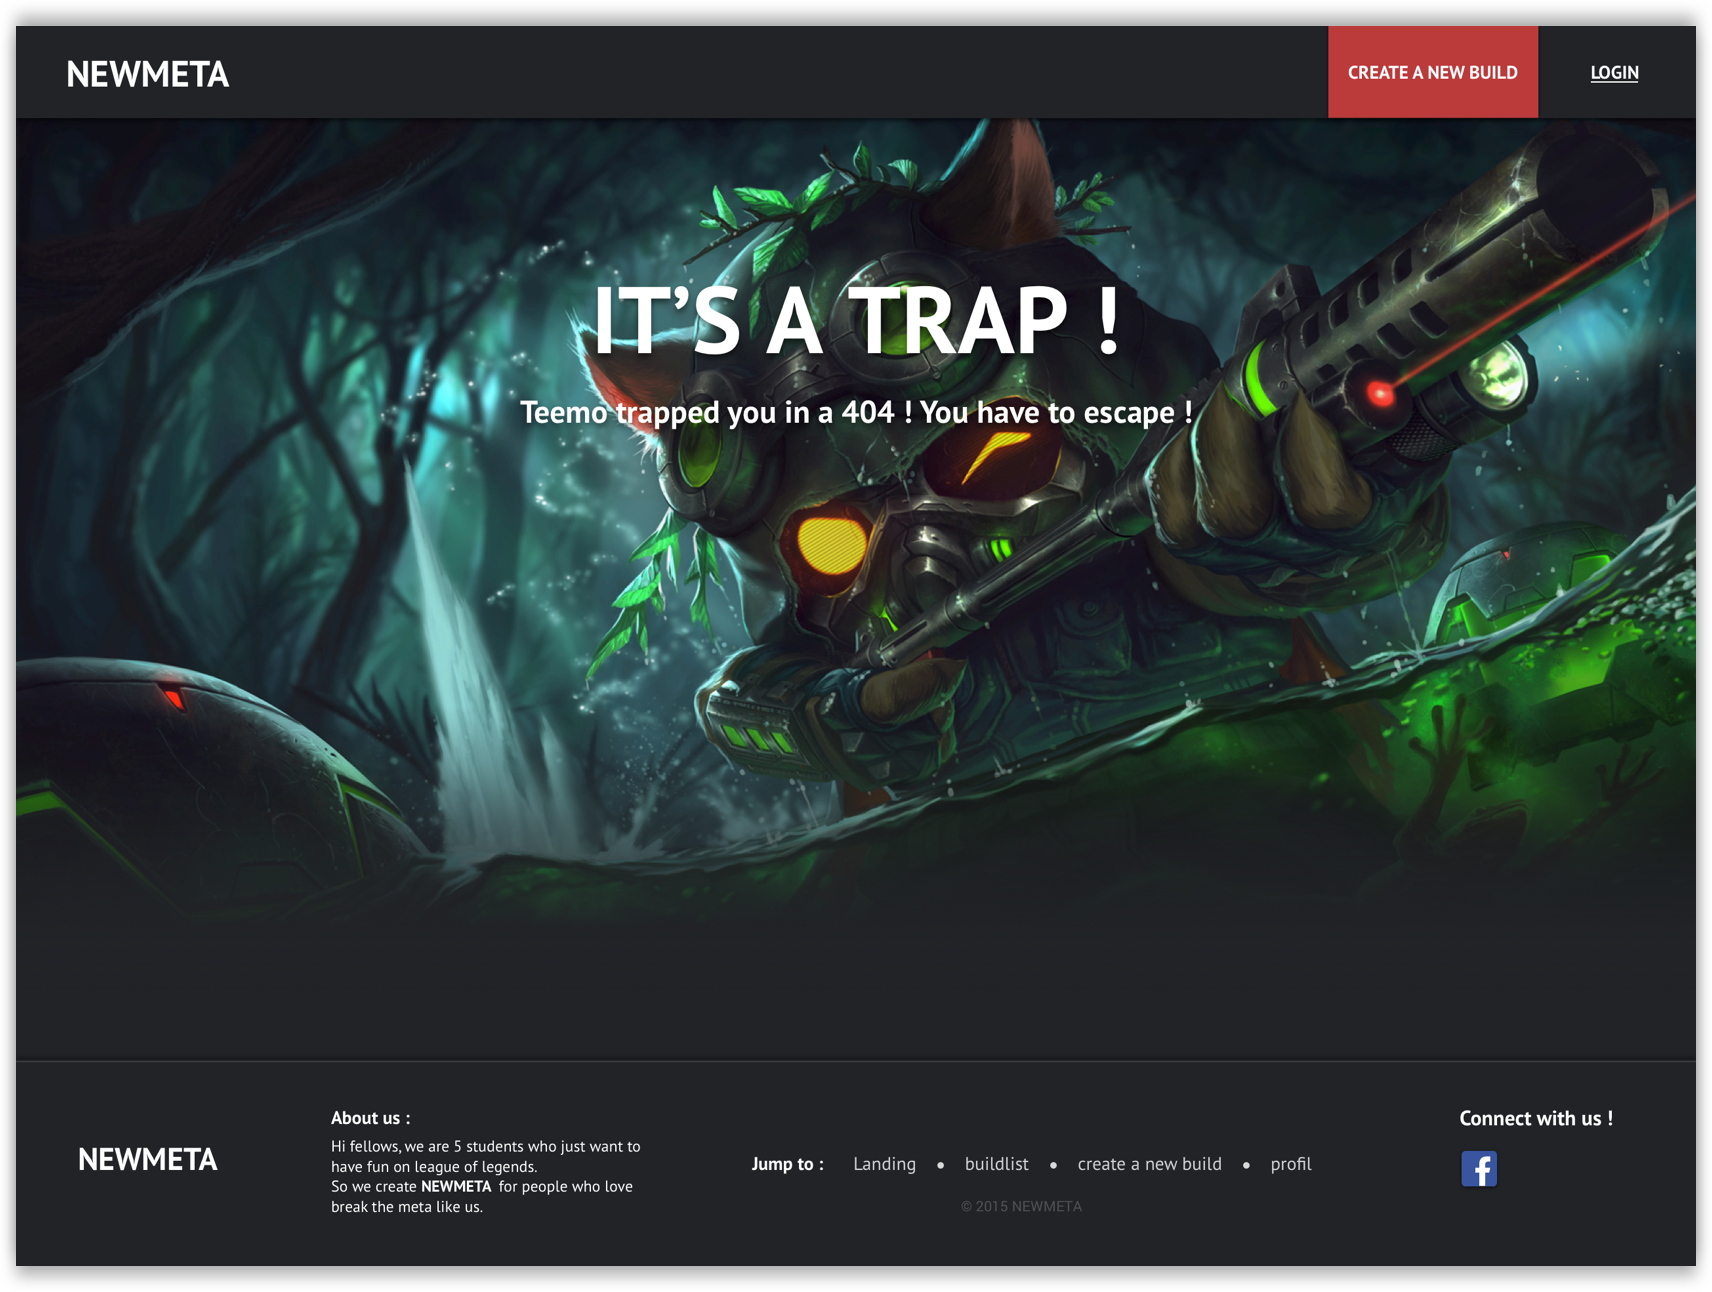 NEWMETA
CREATE A NEW BUILD
LOGIN
IT’S A TRAP !
Teemo trapped you in a 404 ! You have to escape !
NEWMETA
About us :
Hi fellows, we are 5 students who just want to
have fun on league of legends.
So we create NEWMETA for people who love
break the meta like us.
Jump to : Landing ● buildlist ● create a new build ● profil
© 2015 NEWMETA
Connect with us !
f